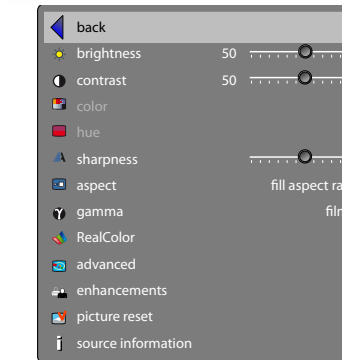 back
brightness 50
contrast 50
color
hue
sharpness
aspect fill aspect
gamma
RealColor
advanced
enhancements
picture reset
source information